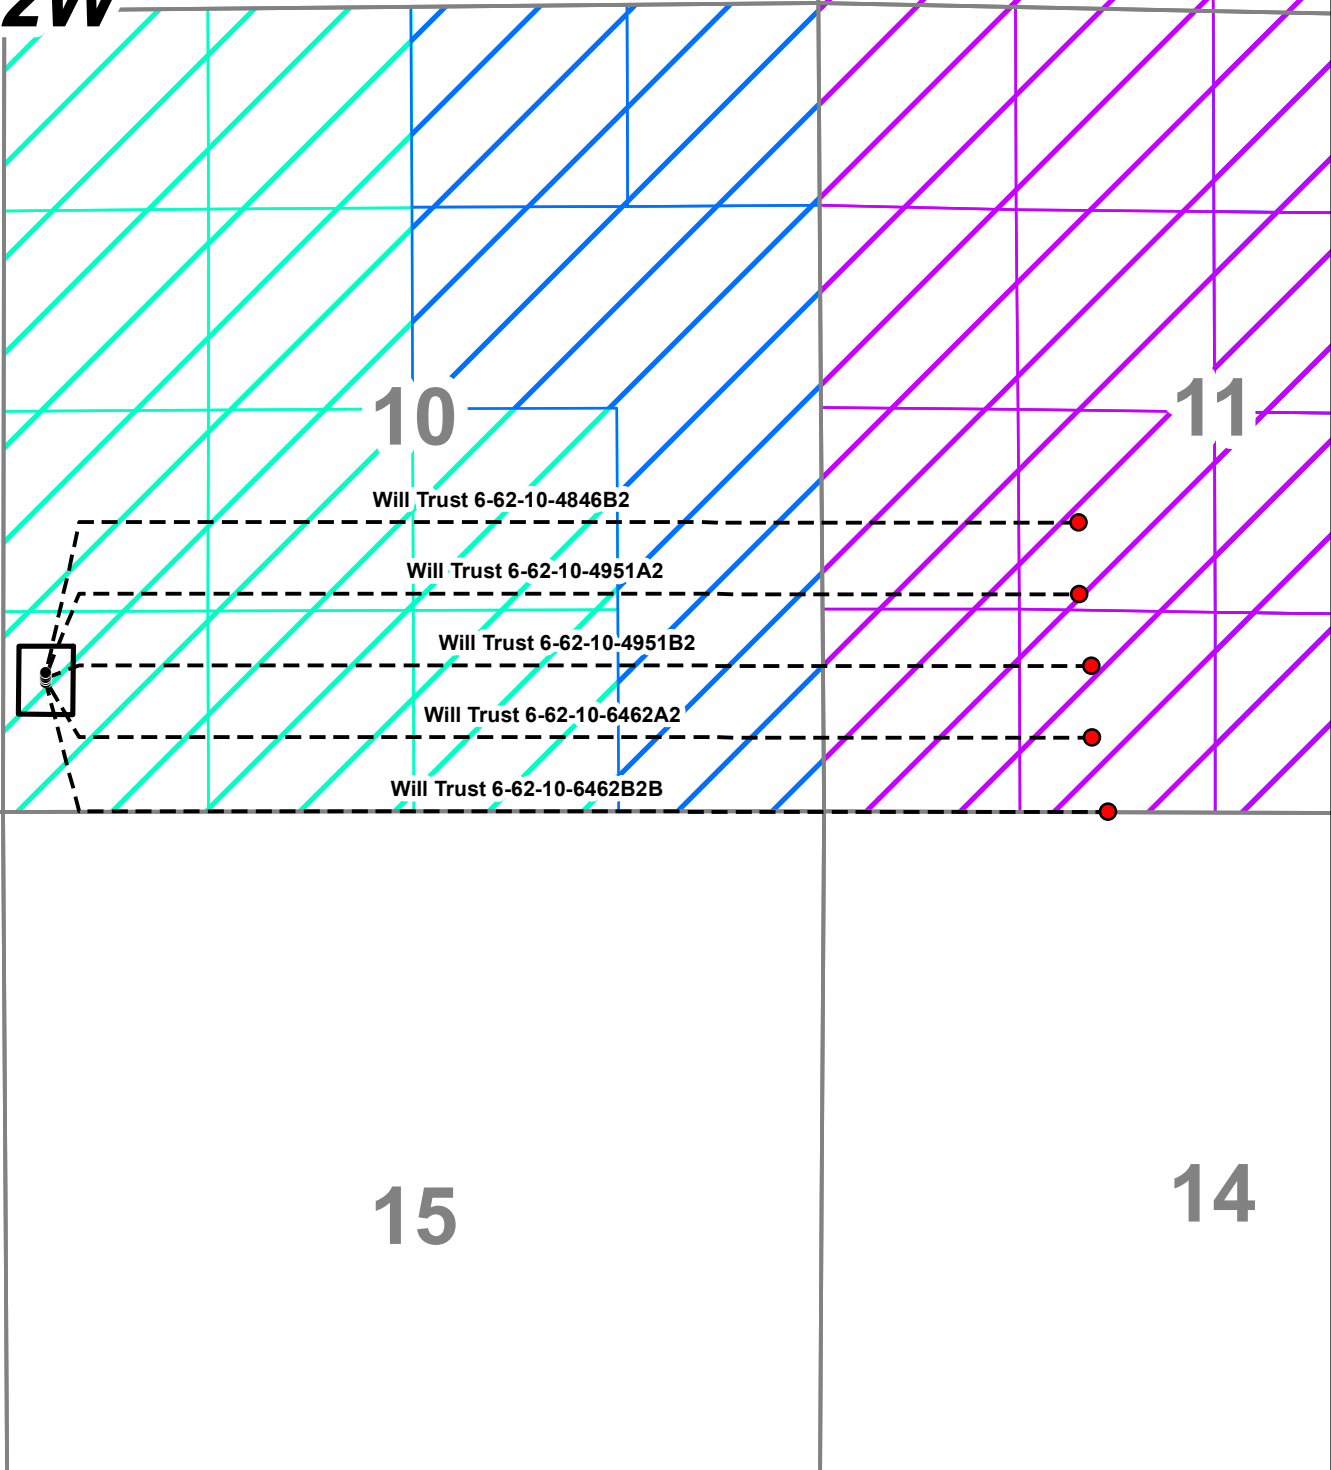 2W
10
11
Will Trust 6-62-10-4846B2
Will Trust 6-62-10-4951A2
Will Trust 6-62-10-4951B2
Will Trust 6-62-10-6462A2
Will Trust 6-62-10-6462B2B
15
14